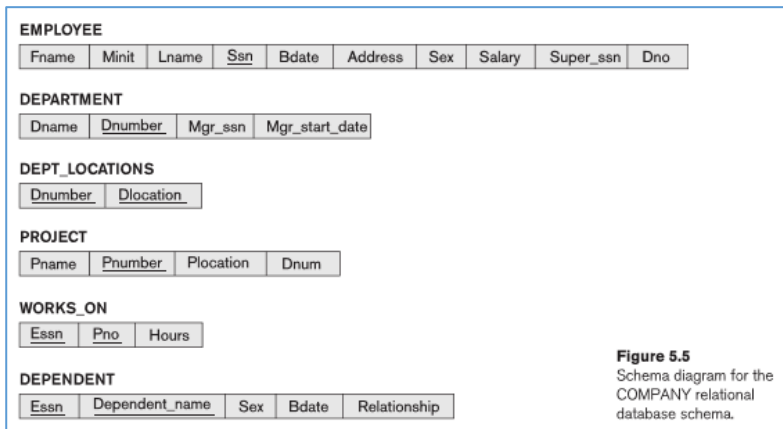 EMPLOYEE
Fname Minit Lname Ssn Bdate Address Sex Salary Super_ssn Dno
DEPARTMENT
Dname Dnumber Mgr_ssn Mgr_start_date
DEPT_LOCATIONS
Dnumber Dlocation
PROJECT
Pname Pnumber Plocation Dnum
WORKS_ON
Essn Pno Hours
DEPENDENT
Essn Dependent_name Sex Bdate Relationship
Figure 5.5
Schema diagram for the
COMPANY relational
database schema.